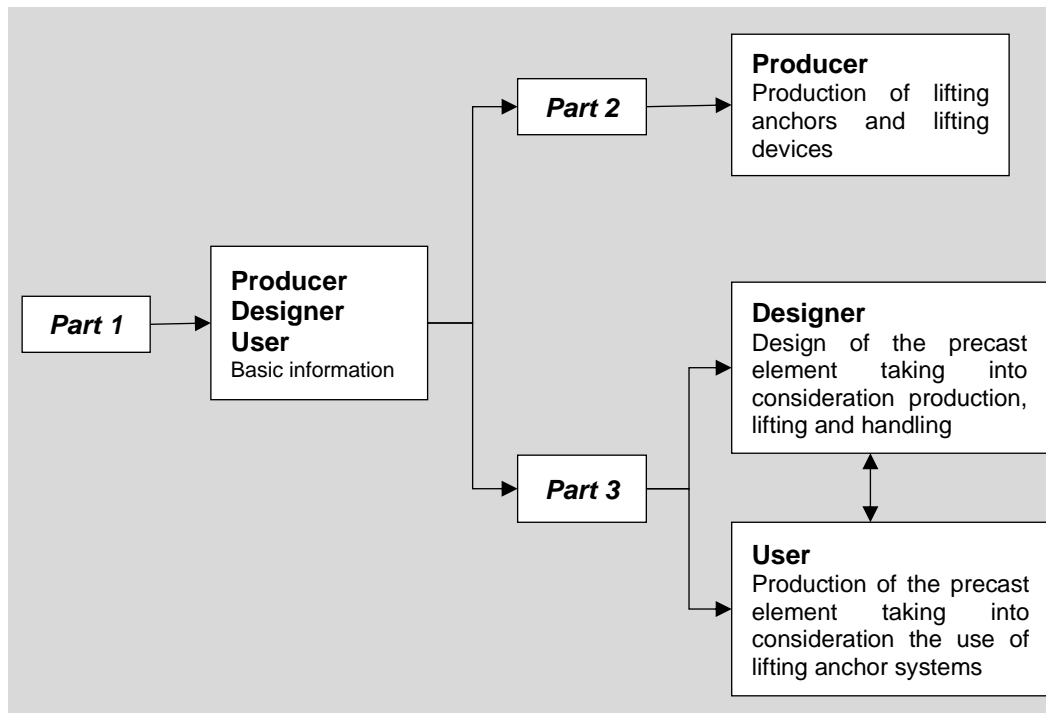 Part 1
Producer
Designer
User
Basic information
Part 2
Producer
Production of lifting
anchors and lifting
devices
Part 3
Designer
Design of the precast
element taking into
consideration production,
lifting and handling
User
Production of the precast
element taking into
consideration the use of
lifting anchor systems